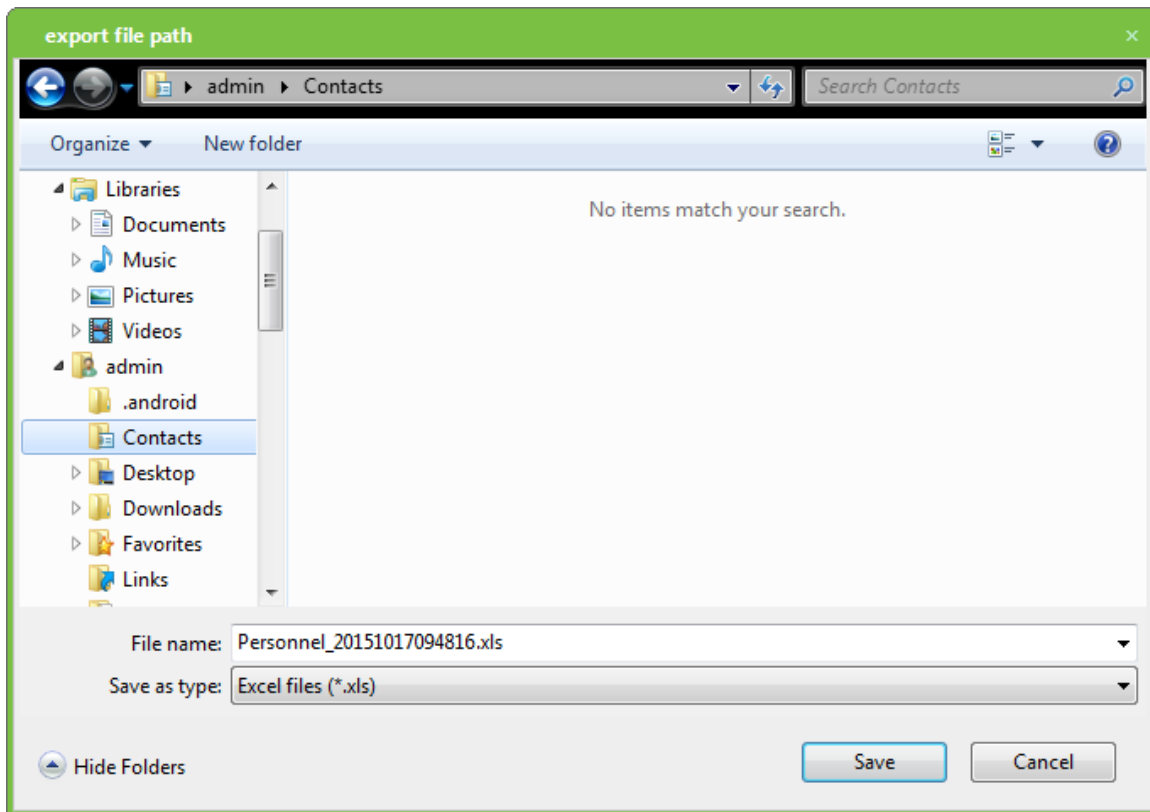 export file path
admin Contacts
Search Contacts
Organize New folder
Libraries
Documents
Music
Pictures
Videos
admin
.android
Contacts
Desktop
Downloads
Favorites
Links
No items match your search.
File name: Personnel_20151017094816.xls
Save as type: Excel files (*.xls)
Hide Folders
Save Cancel